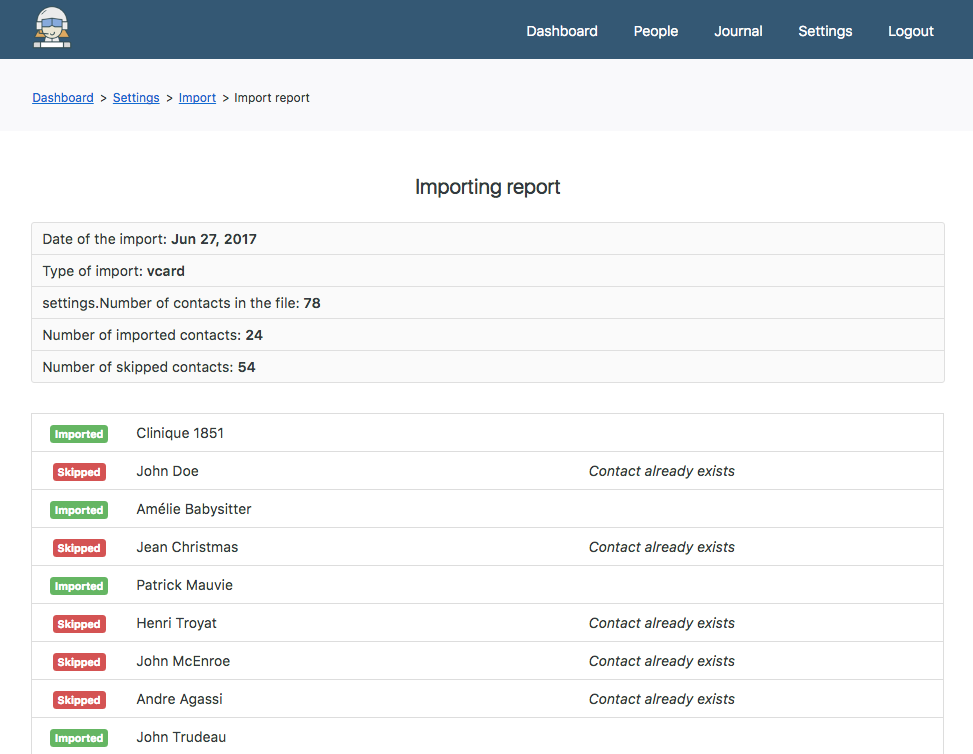 Dashboard People Journal Settings Logout
Dashboard > Settings > Import > Import report
Importing report
Date of the import: Jun 27, 2017
Type of import: vcard
settings.Number of contacts in the file: 78
Number of imported contacts: 24
Number of skipped contacts: 54
Imported Clinique 1851
Skipped John Doe Contact already exists
Imported Amélie Babysitter
Skipped Jean Christmas Contact already exists
Imported Patrick Mauvie
Skipped Henri Troyat Contact already exists
Skipped John McEnroe Contact already exists
Skipped Andre Agassi Contact already exists
Imported John Trudeau